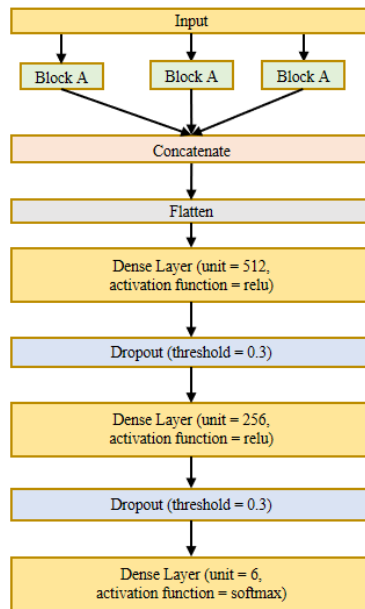 Input
Block A
Block A
Block A
Concatenate
Flatten
Dense Layer (unit = 512,
activation function = relu)
Dropout (threshold = 0.3)
Dense Layer (unit = 256,
activation function = relu)
Dropout (threshold = 0.3)
Dense Layer (unit = 6,
activation function = softmax)